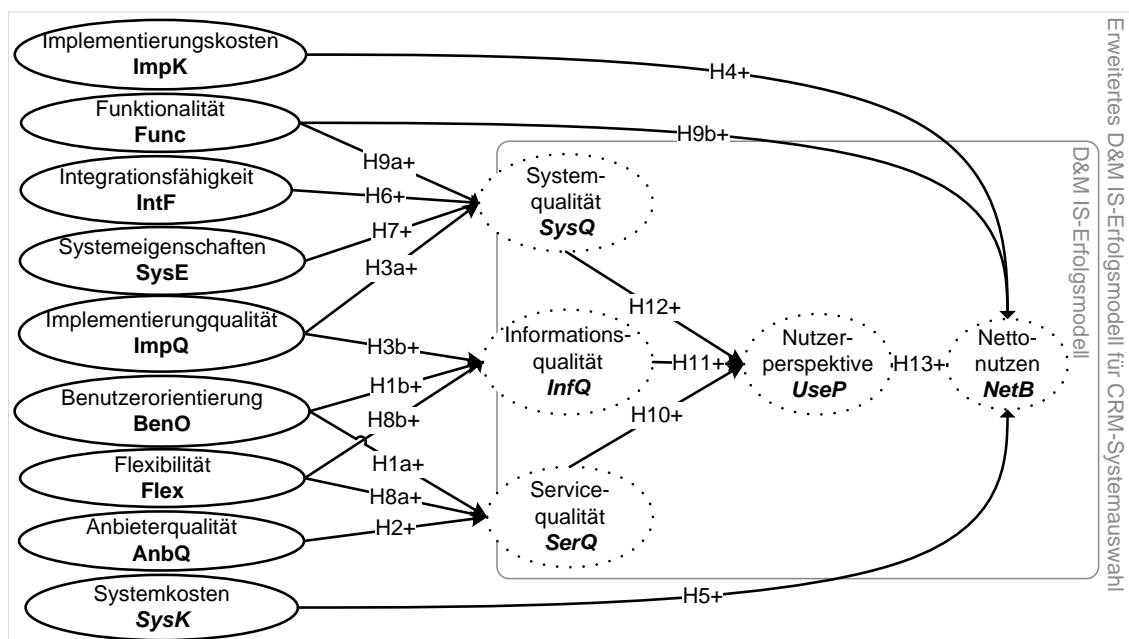 Implementierungskosten
ImpK
Funktionalität
Func
Integrationsfähigkeit
IntF
Systemeigenschaften
SysE
Implementierungqualität
ImpQ
Benutzerorientierung
BenO
Flexibilität
Flex
Anbieterqualität
AnbQ
Systemkosten
SysK
H4+
H9b+
H9a+
H6+
H7+
H3a+
H3b+
H1b+
H8b+
H1a+
H8a+
H2+
H5+
System-
qualität
SysQ
Informations-
qualität
InfQ
Service-
qualität
SerQ
H12+
H11+
H10+
Nutzer-
perspektive
UseP
H13+
Netto-
nutzen
NetB
D&M IS-Erfolgsmodell
Erweitertes D&M IS-Erfolgsmodell für CRM-Systemauswahl